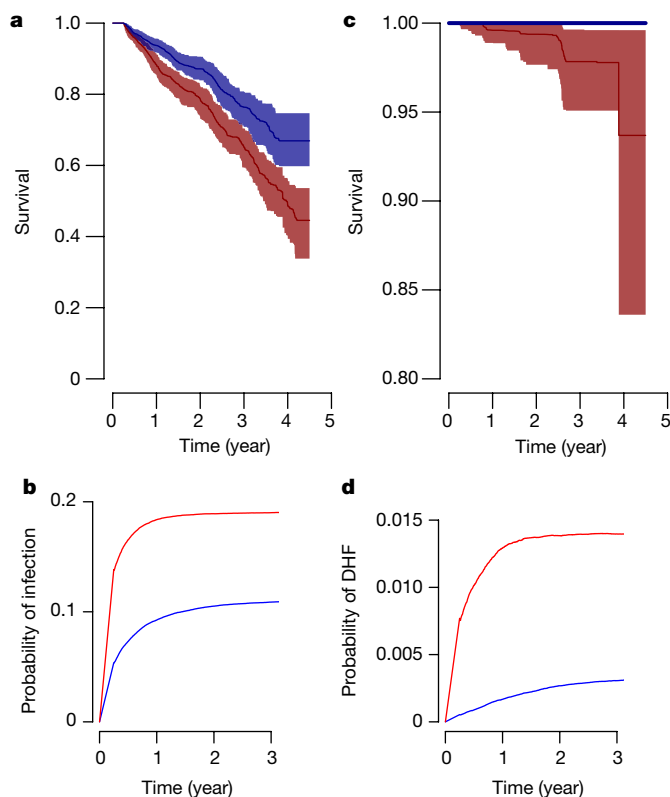 a
1.0
0.8
0.6
0.4
0.2
0
Survival
0 1 2 3 4 5
Time (year)
c
1.00
0.95
0.90
0.85
0.80
Survival
0 1 2 3 4 5
Time (year)
b
0.2
0.1
0
Probability of infection
0 1 2 3
Time (year)
d
0.015
0.010
0.005
0
Probability of DHF
0 1 2 3
Time (year)